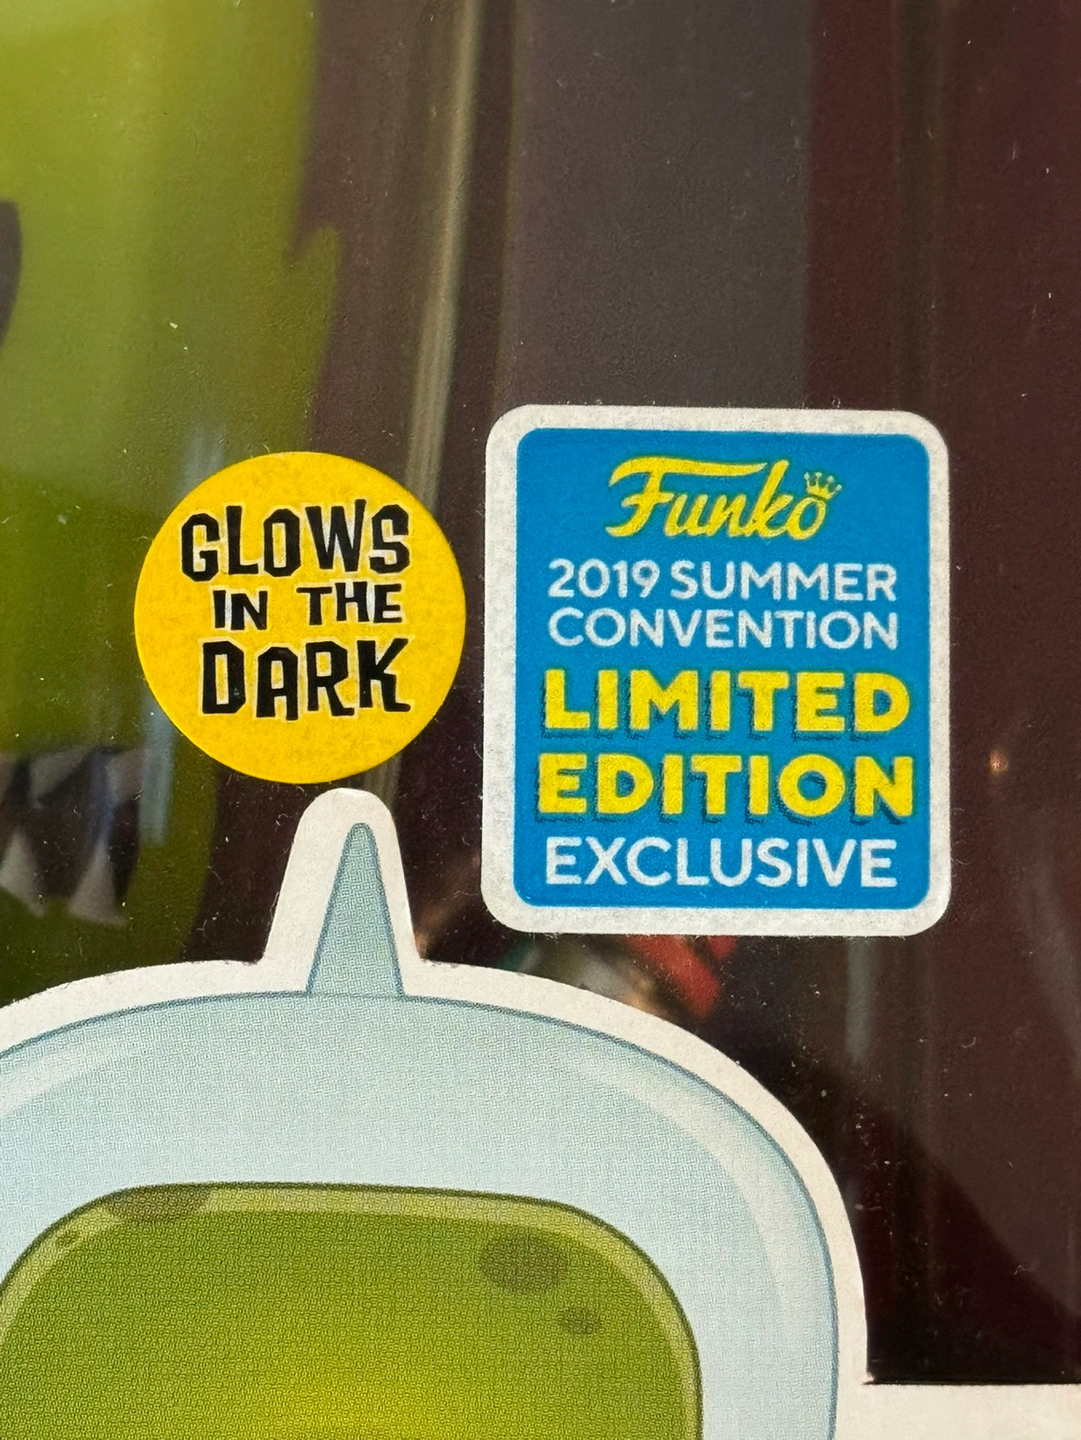 GLOWS
IN THE
DARK
Funko
2019 SUMMER
CONVENTION
LIMITED
EDITION
EXCLUSIVE